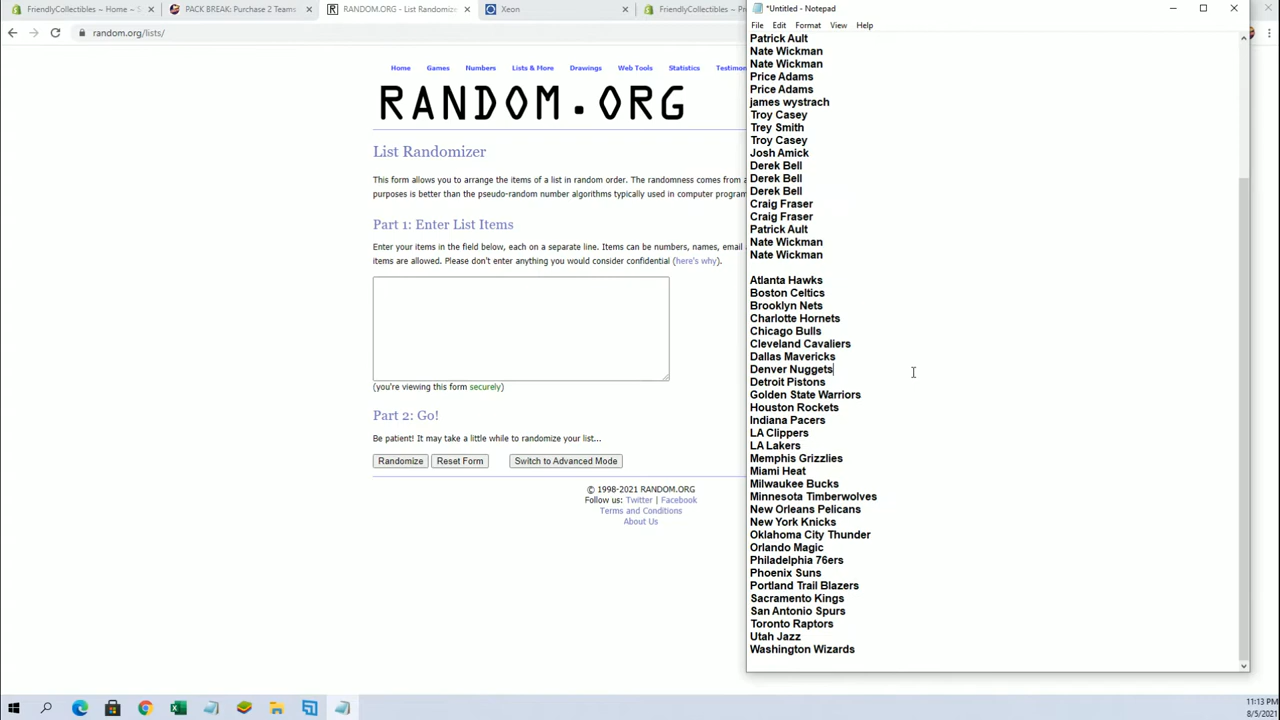 FriendlyCollectibles - Home - S
PACK BREAK: Purchase 2 Teams
RANDOM.ORG - List Randomizer
Xeon
FriendlyCollectibles - Pr
random.org/lists/
Home Games Numbers Lists & More Drawings Web Tools Statistics Testimon
RANDOM.ORG
List Randomizer
This form allows you to arrange the items of a list in random order. The randomness comes from a
purposes is better than the pseudo-random number algorithms typically used in computer program
Part 1: Enter List Items
Enter your items in the field below, each on a separate line. Items can be numbers, names, email a
items are allowed. Please don't enter anything you would consider confidential (here's why).
(you're viewing this form securely)
Part 2: Go!
Be patient! It may take a little while to randomize your list...
Randomize Reset Form Switch to Advanced Mode
© 1998-2021 RANDOM.ORG
Follow us: Twitter | Facebook
Terms and Conditions
About Us
*Untitled - Notepad
File Edit Format View Help
Patrick Ault
Nate Wickman
Nate Wickman
Price Adams
Price Adams
james wystrach
Troy Casey
Trey Smith
Troy Casey
Josh Amick
Derek Bell
Derek Bell
Derek Bell
Craig Fraser
Craig Fraser
Patrick Ault
Nate Wickman
Nate Wickman
Atlanta Hawks
Boston Celtics
Brooklyn Nets
Charlotte Hornets
Chicago Bulls
Cleveland Cavaliers
Dallas Mavericks
Denver Nuggets
Detroit Pistons
Golden State Warriors
Houston Rockets
Indiana Pacers
LA Clippers
LA Lakers
Memphis Grizzlies
Miami Heat
Milwaukee Bucks
Minnesota Timberwolves
New Orleans Pelicans
New York Knicks
Oklahoma City Thunder
Orlando Magic
Philadelphia 76ers
Phoenix Suns
Portland Trail Blazers
Sacramento Kings
San Antonio Spurs
Toronto Raptors
Utah Jazz
Washington Wizards
11:13 PM
8/5/2021